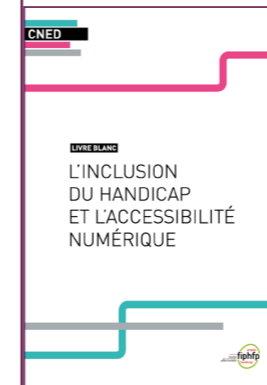 CNED
LIVRE BLANC
L'INCLUSION
DU HANDICAP
ET L'ACCESSIBILITÉ
NUMÉRIQUE
fiphfp